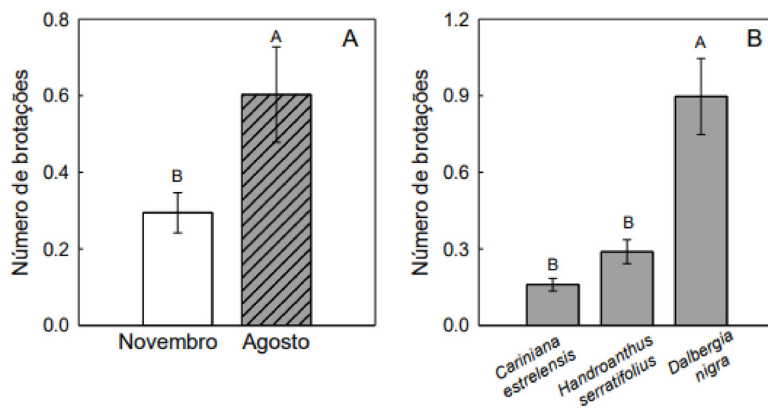 Número de brotações
0.8
0.6
0.4
0.2
0.0
A
B
A
Novembro
Agosto
Número de brotações
1.2
0.9
0.6
0.3
0.0
B
B
B
A
Cariniana
estrelensis
Handroanthus
serratifolius
Dalbergia
nigra